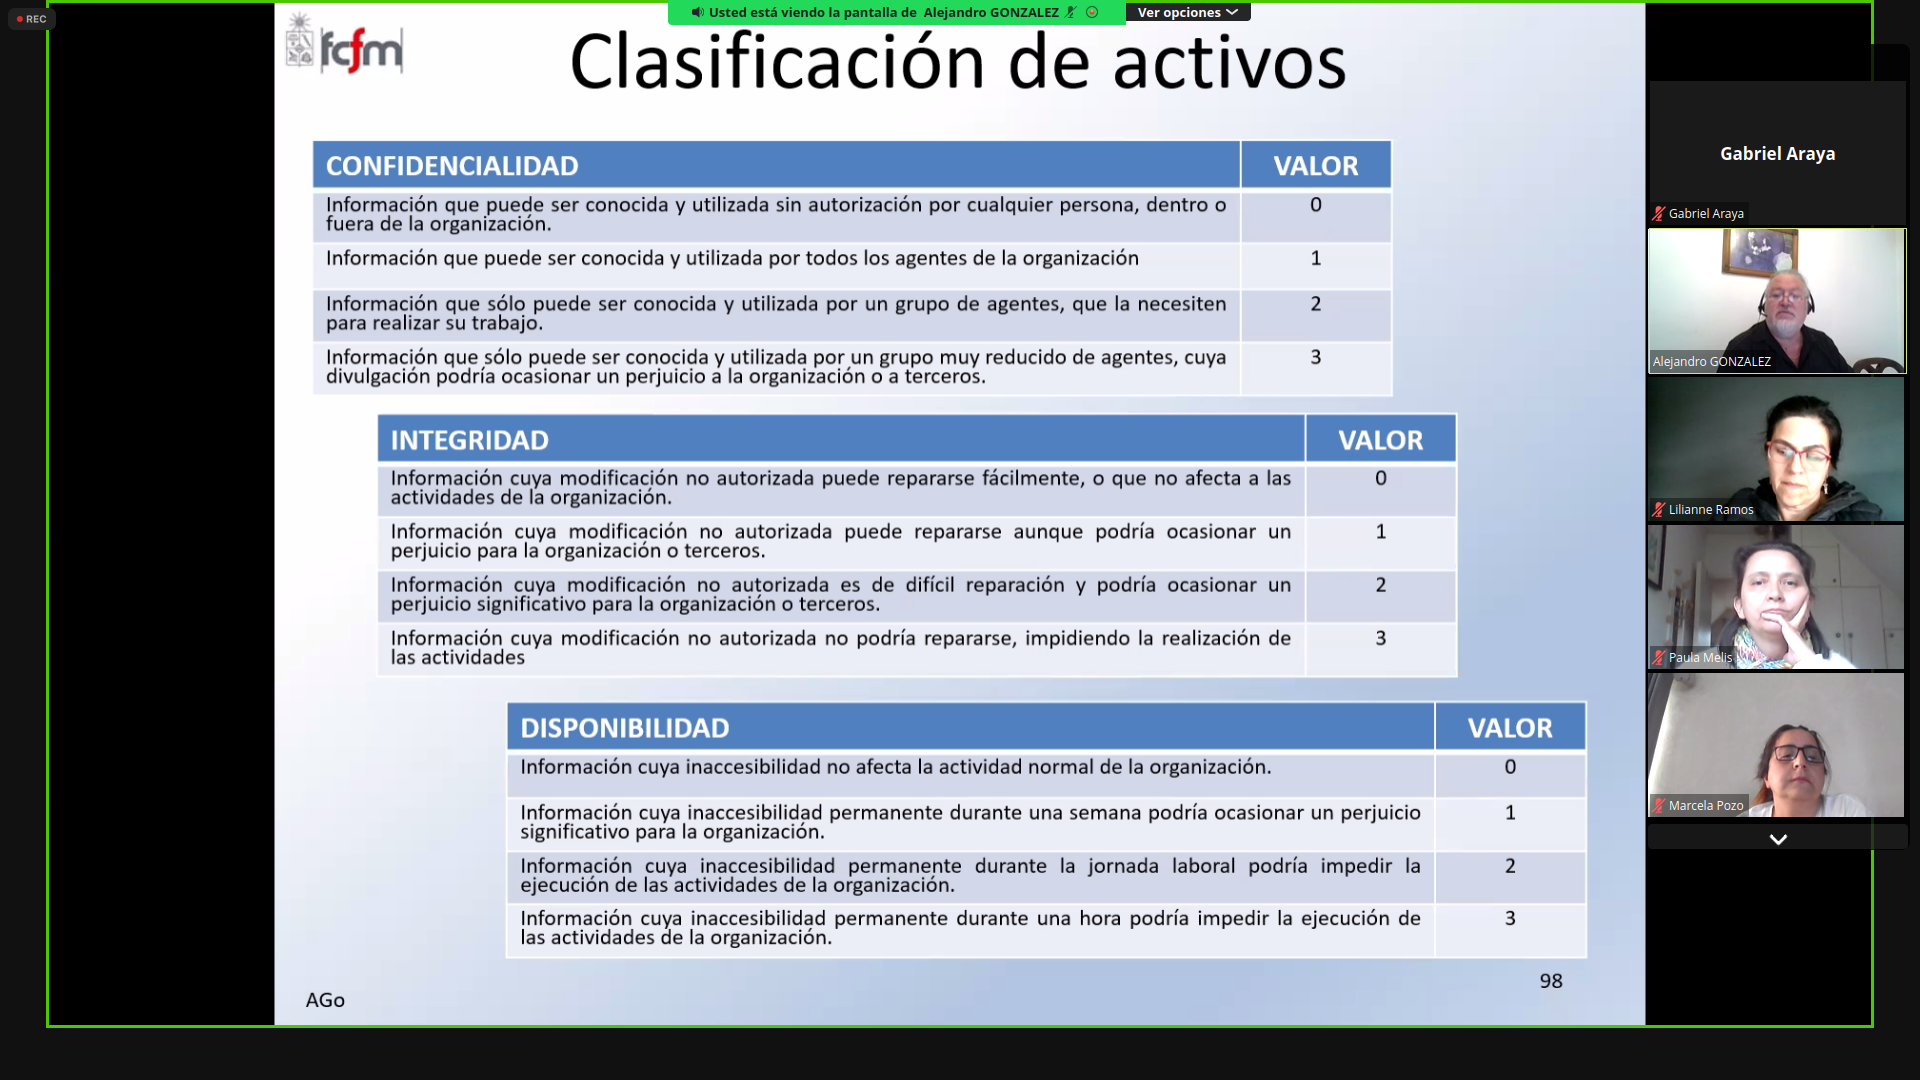 REC
Usted está viendo la pantalla de Alejandro GONZALEZ
Ver opciones
fcfm
Clasificación de activos
CONFIDENCIALIDAD VALOR
Información que puede ser conocida y utilizada sin autorización por cualquier persona, dentro o 0
fuera de la organización.
Información que puede ser conocida y utilizada por todos los agentes de la organización 1
Información que sólo puede ser conocida y utilizada por un grupo de agentes, que la necesiten 2
para realizar su trabajo.
Información que sólo puede ser conocida y utilizada por un grupo muy reducido de agentes, cuya 3
divulgación podría ocasionar un perjuicio a la organización o a terceros.
INTEGRIDAD VALOR
Información cuya modificación no autorizada puede repararse fácilmente, o que no afecta a las 0
actividades de la organización.
Información cuya modificación no autorizada puede repararse aunque podría ocasionar un 1
perjuicio para la organización o terceros.
Información cuya modificación no autorizada es de difícil reparación y podría ocasionar un 2
perjuicio significativo para la organización o terceros.
Información cuya modificación no autorizada no podría repararse, impidiendo la realización de 3
las actividades
DISPONIBILIDAD VALOR
Información cuya inaccesibilidad no afecta la actividad normal de la organización. 0
Información cuya inaccesibilidad permanente durante una semana podría ocasionar un perjuicio 1
significativo para la organización.
Información cuya inaccesibilidad permanente durante la jornada laboral podría impedir la 2
ejecución de las actividades de la organización.
Información cuya inaccesibilidad permanente durante una hora podría impedir la ejecución de 3
las actividades de la organización.
98
AGo
Gabriel Araya
Gabriel Araya
Alejandro GONZALEZ
Lilianne Ramos
Paula Melis
Marcela Pozo